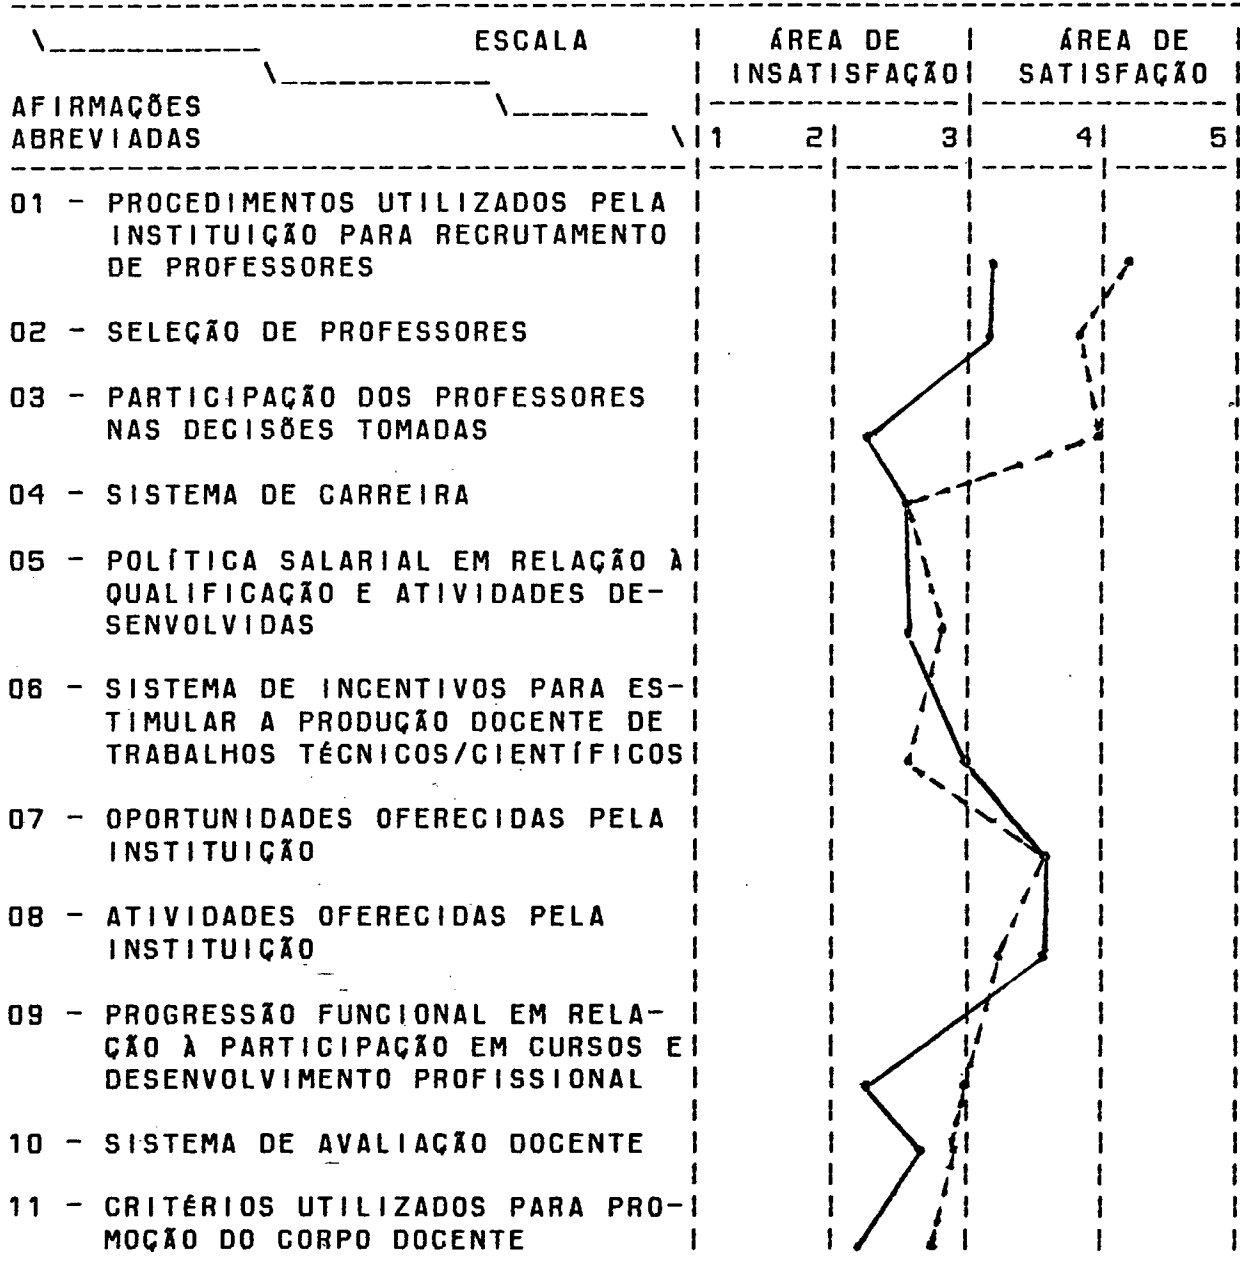 ESCALA ÁREA DE ÁREA DE
INSATISFAÇÃO SATISFAÇÃO
AFIRMAÇÕES
ABREVIADAS 1 2 3 4 5
01 - PROCEDIMENTOS UTILIZADOS PELA
INSTITUIÇÃO PARA RECRUTAMENTO
DE PROFESSORES
02 - SELEÇÃO DE PROFESSORES
03 - PARTICIPAÇÃO DOS PROFESSORES
NAS DECISÕES TOMADAS
04 - SISTEMA DE CARREIRA
05 - POLÍTICA SALARIAL EM RELAÇÃO À
QUALIFICAÇÃO E ATIVIDADES DE-
SENVOLVIDAS
06 - SISTEMA DE INCENTIVOS PARA ES-
TIMULAR A PRODUÇÃO DOCENTE DE
TRABALHOS TÉCNICOS/CIENTÍFICOS
07 - OPORTUNIDADES OFERECIDAS PELA
INSTITUIÇÃO
08 - ATIVIDADES OFERECIDAS PELA
INSTITUIÇÃO
09 - PROGRESSÃO FUNCIONAL EM RELA-
ÇÃO À PARTICIPAÇÃO EM CURSOS E
DESENVOLVIMENTO PROFISSIONAL
10 - SISTEMA DE AVALIAÇÃO DOCENTE
11 - CRITÉRIOS UTILIZADOS PARA PRO-
MOÇÃO DO CORPO DOCENTE